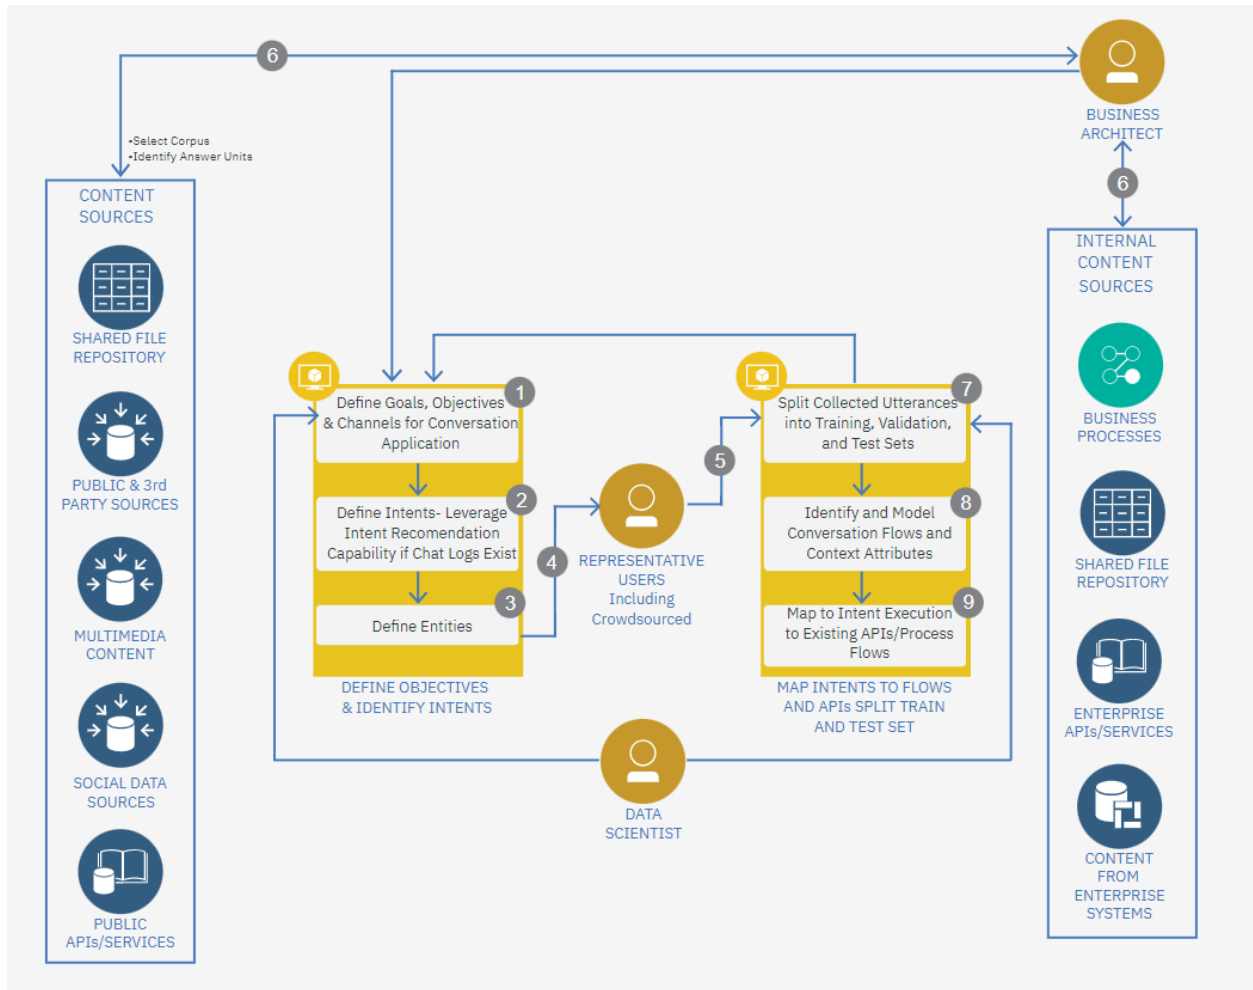 6
BUSINESS
ARCHITECT
•Select Corpus
•Identify Answer Units
6
CONTENT
SOURCES
SHARED FILE
REPOSITORY
PUBLIC & 3rd
PARTY SOURCES
MULTIMEDIA
CONTENT
SOCIAL DATA
SOURCES
PUBLIC
APIs/SERVICES
1
Define Goals, Objectives
& Channels for Conversation
Application
2
Define Intents- Leverage
Intent Recomendation
Capability if Chat Logs Exist
3
Define Entities
DEFINE OBJECTIVES
& IDENTIFY INTENTS
4
REPRESENTATIVE
USERS
Including
Crowdsourced
5
7
Split Collected Utterances
into Training, Validation,
and Test Sets
8
Identify and Model
Conversation Flows and
Context Attributes
9
Map to Intent Execution
to Existing APIs/Process
Flows
MAP INTENTS TO FLOWS
AND APIs SPLIT TRAIN
AND TEST SET
DATA
SCIENTIST
INTERNAL
CONTENT
SOURCES
BUSINESS
PROCESSES
SHARED FILE
REPOSITORY
ENTERPRISE
APIs/SERVICES
CONTENT
FROM
ENTERPRISE
SYSTEMS